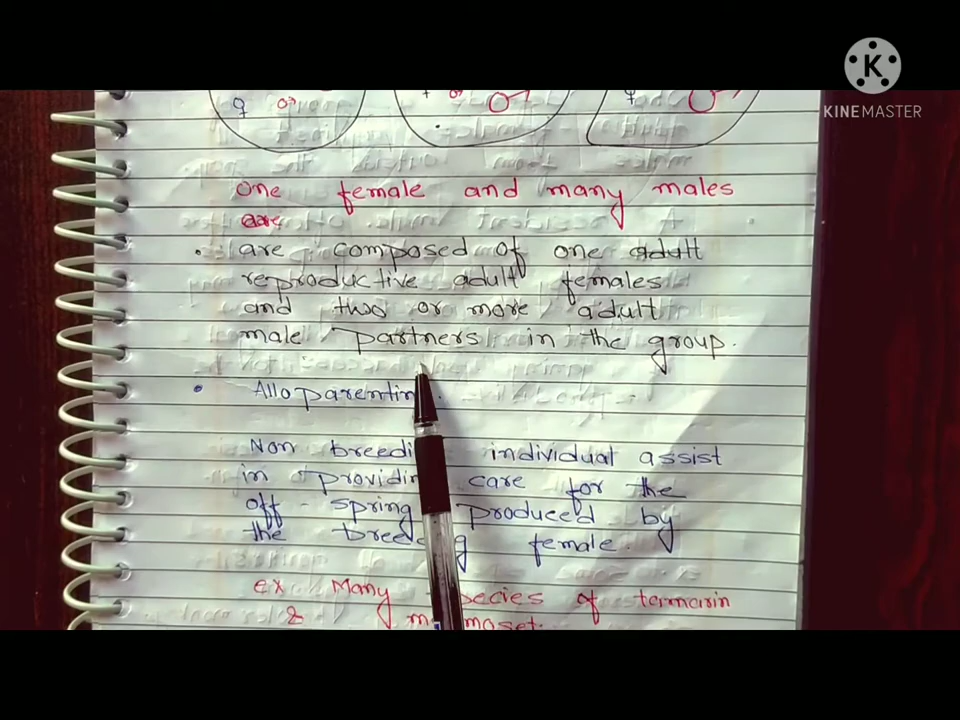 KINEMASTER
One female and many males
are
. are composed of one adult
reproductive adult females
and two or more adult
male partners in the group.
• Alloparentin .
Non breedi individual assist
in providin care for the
off - spring produced by
the breed g female.
ex Many pecies of termarin
& m moset.